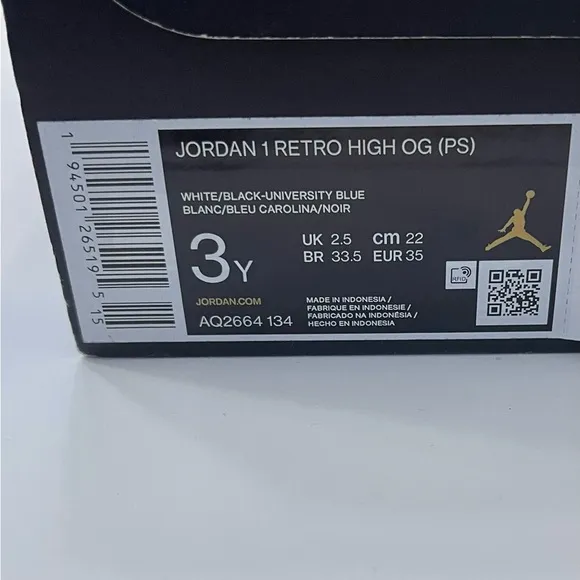 JORDAN 1 RETRO HIGH OG (PS)
WHITE/BLACK-UNIVERSITY BLUE
BLANC/BLEU CAROLINA/NOIR
3Y
UK 2.5 cm 22
BR 33.5 EUR 35
JORDAN.COM
AQ2664 134
MADE IN INDONESIA /
FABRIQUE EN INDONESIE /
FABRICADO NA INDONÉSIA /
HECHO EN INDONESIA
RFID
1 94501 26519 5 15